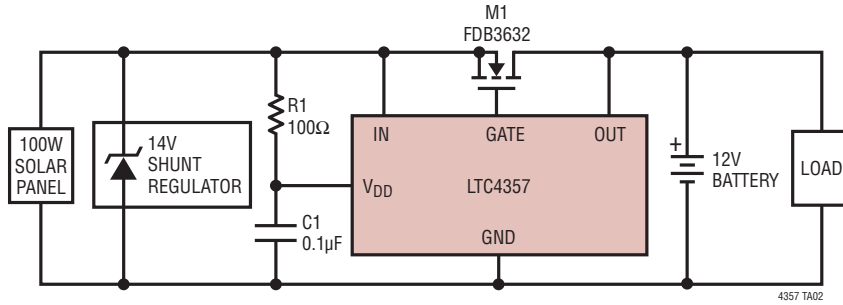 M1
FDB3632
R1
100Ω
IN
GATE
OUT
100W
SOLAR
PANEL
14V
SHUNT
REGULATOR
VDD
LTC4357
+
12V
BATTERY
LOAD
C1
0.1µF
GND
4357 TA02